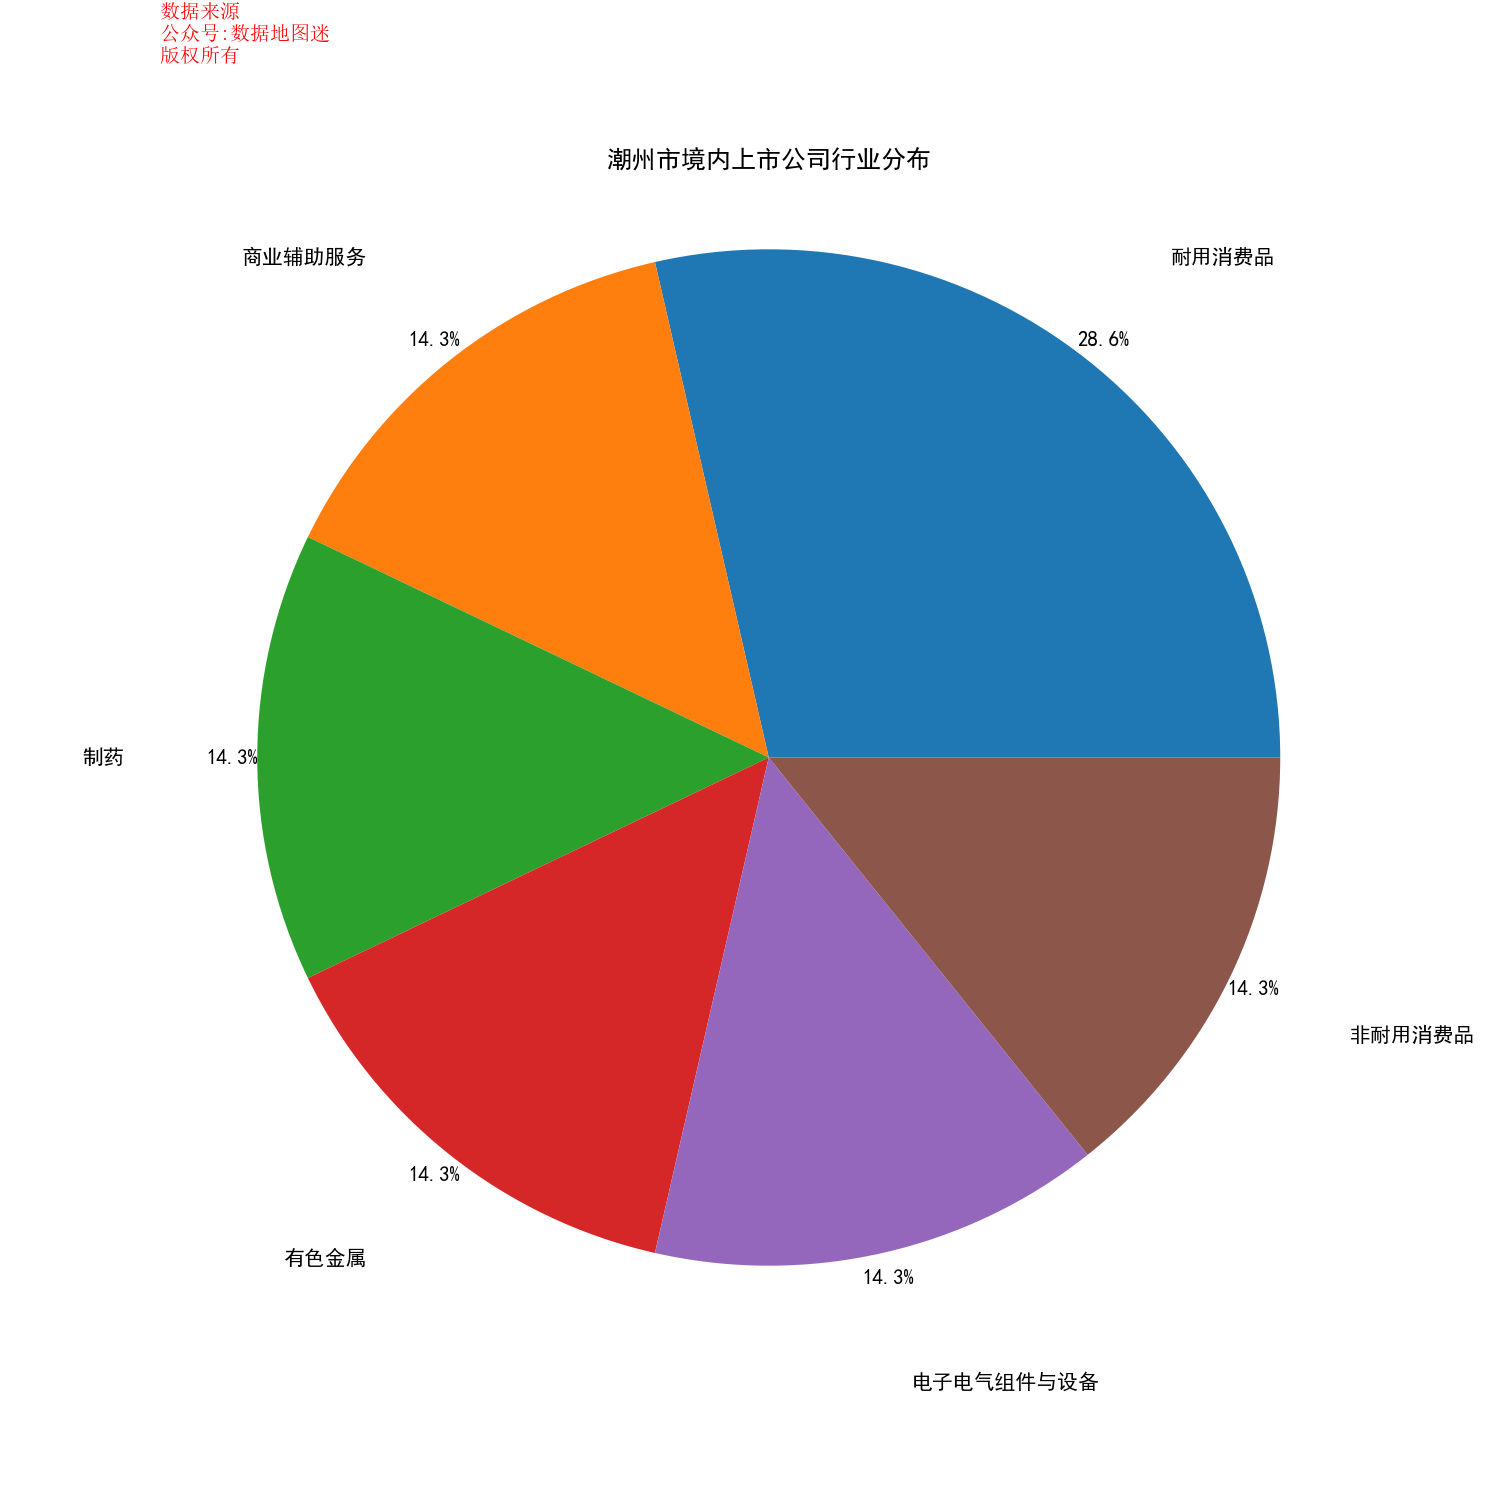 数据来源
公众号:数据地图迷
版权所有
潮州市境内上市公司行业分布
商业辅助服务
耐用消费品
14.3%
28.6%
制药
14.3%
14.3%
非耐用消费品
14.3%
有色金属
14.3%
电子电气组件与设备